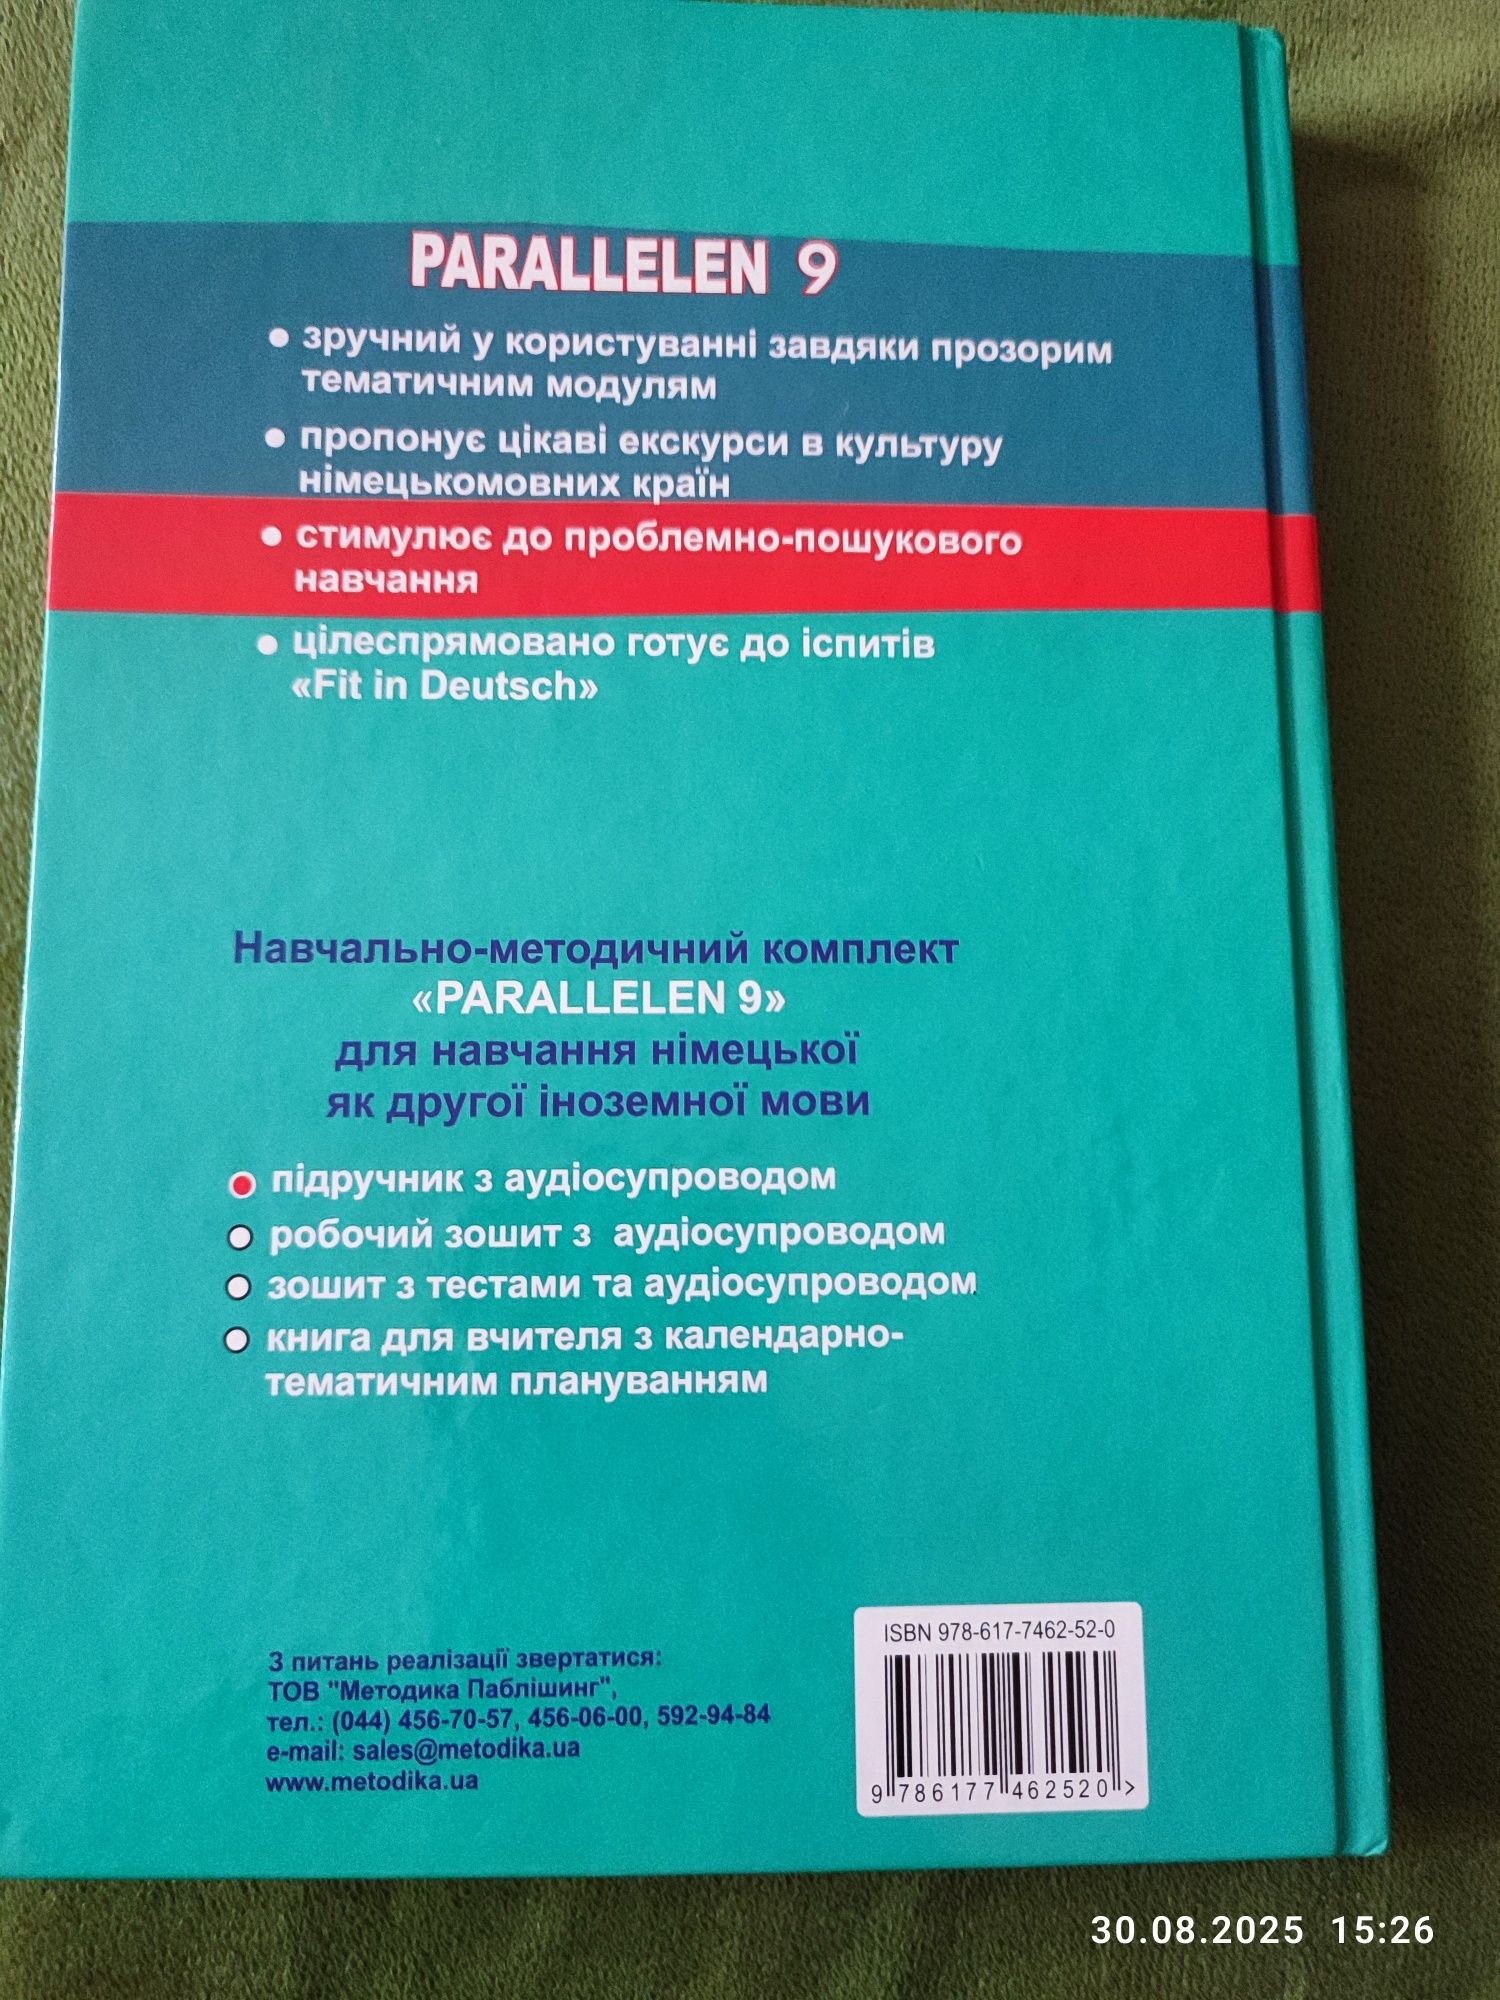 PARALLELEN 9
● зручний у користуванні завдяки прозорим
тематичним модулям
● пропонує цікаві екскурси в культуру
німецькомовних країн
● стимулює до проблемно-пошукового
навчання
● цілеспрямовано готує до іспитів
«Fit in Deutsch»
Навчально-методичний комплект
«PARALLELEN 9»
для навчання німецької
як другої іноземної мови
підручник з аудіосупроводом
робочий зошит з аудіосупроводом
зошит з тестами та аудіосупроводом
книга для вчителя з календарно-
тематичним плануванням
З питань реалізації звертатися:
ТОВ "Методика Паблішинг",
тел.: (044) 456-70-57, 456-06-00, 592-94-84
e-mail: sales@metodika.ua
www.metodika.ua
ISBN 978-617-7462-52-0
9 786177 462520 >
30.08.2025 15:26